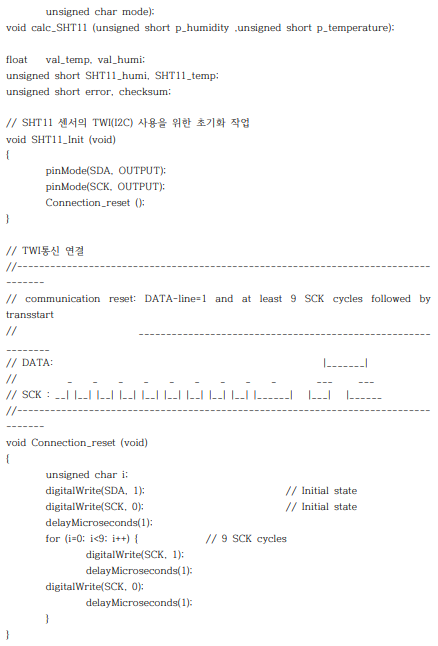 unsigned char mode);
void calc_SHT11 (unsigned short p_humidity ,unsigned short p_temperature);
float val_temp, val_humi;
unsigned short SHT11_humi, SHT11_temp;
unsigned short error, checksum;
// SHT11 센서의 TWI(I2C) 사용을 위한 초기화 작업
void SHT11_Init (void)
{
pinMode(SDA, OUTPUT);
pinMode(SCK, OUTPUT);
Connection_reset ();
}
// TWI통신 연결
//----------------------------------------------------------------------------
-------
// communication reset: DATA-line=1 and at least 9 SCK cycles followed by
transstart
// _____________________________________________________
________
// DATA: |_______|
// _ _ _ _ _ _ _ _ _ ___ ___
// SCK : __| |__| |__| |__| |__| |__| |__| |__| |__| |______| |___| |______
//----------------------------------------------------------------------------
-------
void Connection_reset (void)
{
unsigned char i;
digitalWrite(SDA, 1); // Initial state
digitalWrite(SCK, 0); // Initial state
delayMicroseconds(1);
for (i=0; i<9; i++) { // 9 SCK cycles
digitalWrite(SCK, 1);
delayMicroseconds(1);
digitalWrite(SCK, 0);
delayMicroseconds(1);
}
}